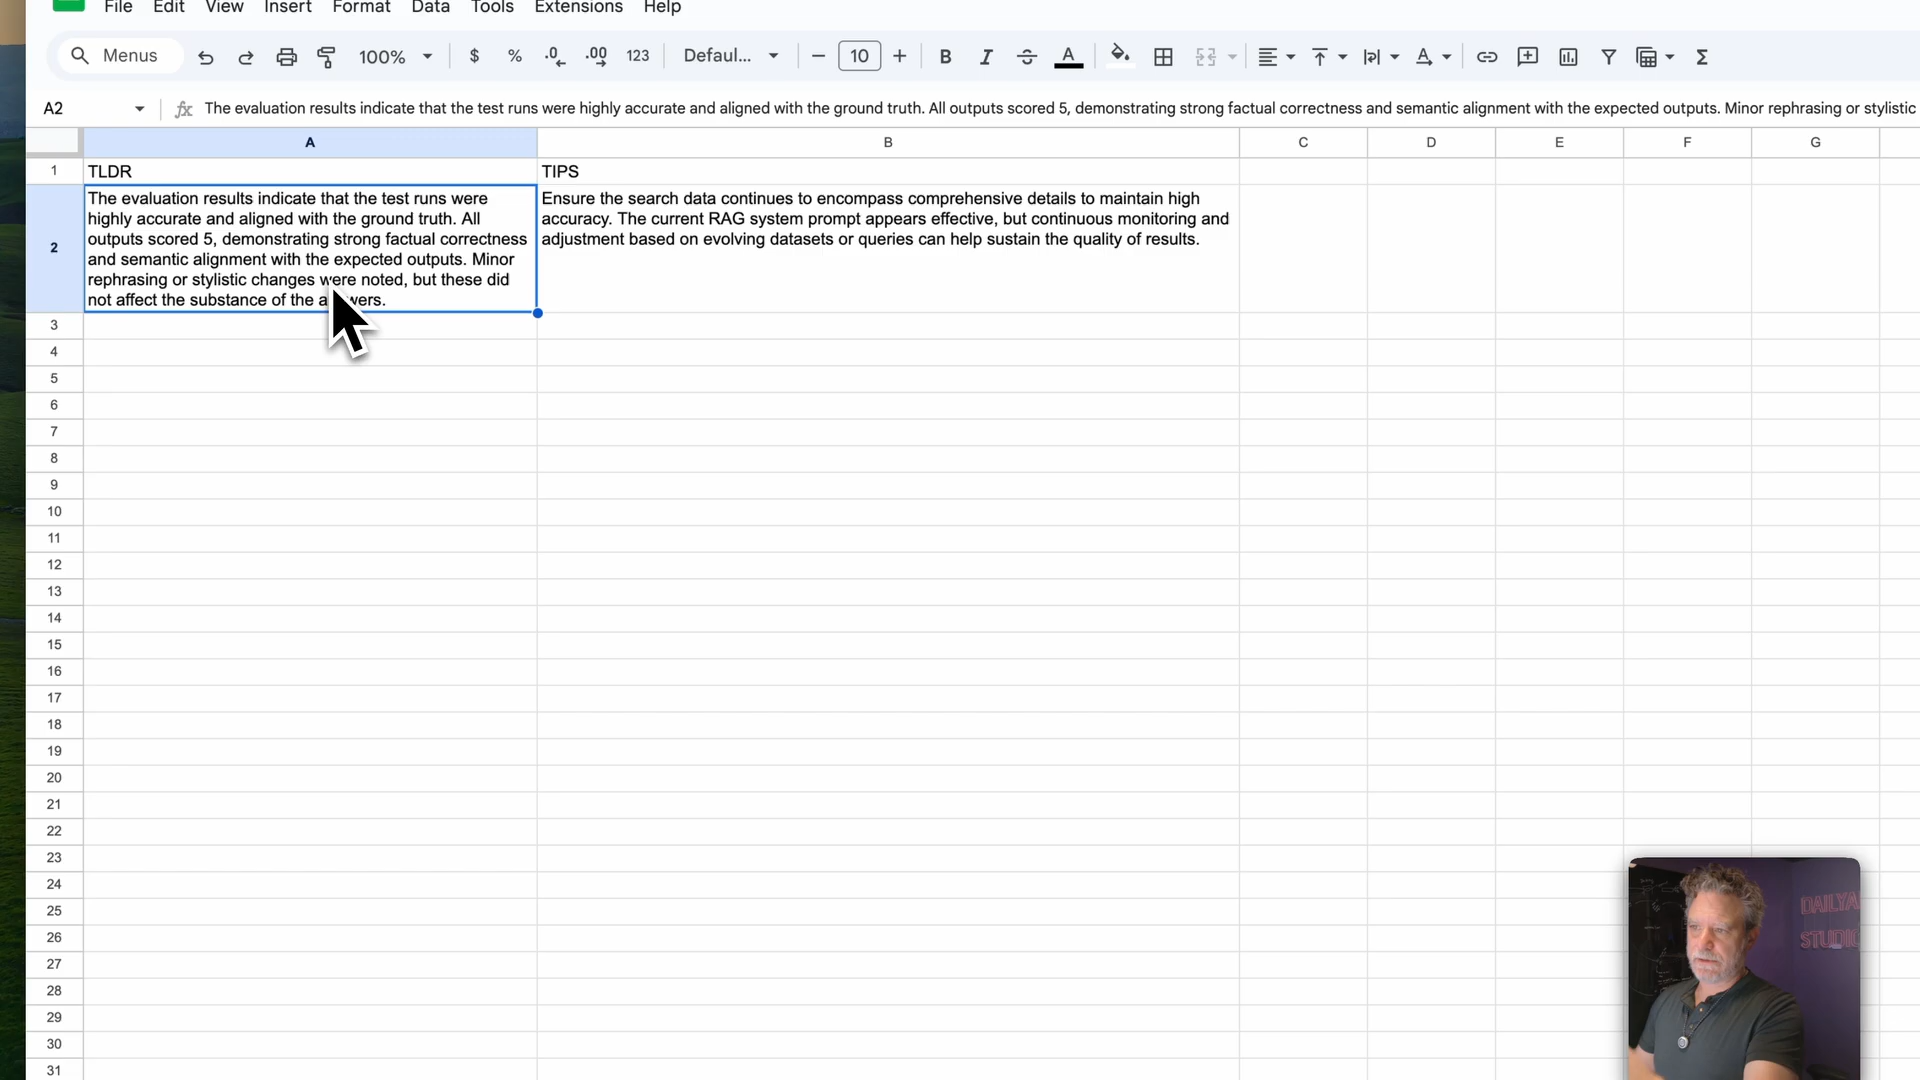 File Edit View Insert Format Data Tools Extensions Help
Menus 100% $ % .0 .00 123 Defaul... 10 B I A A Σ
A2 fx The evaluation results indicate that the test runs were highly accurate and aligned with the ground truth. All outputs scored 5, demonstrating strong factual correctness and semantic alignment with the expected outputs. Minor rephrasing or stylistic
A B C D E F G
1 TLDR TIPS
The evaluation results indicate that the test runs were
highly accurate and aligned with the ground truth. All
outputs scored 5, demonstrating strong factual correctness
and semantic alignment with the expected outputs. Minor
rephrasing or stylistic changes were noted, but these did
not affect the substance of the
2
Ensure the search data continues to encompass comprehensive details to maintain high
accuracy. The current RAG system prompt appears effective, but continuous monitoring and
adjustment based on evolving datasets or queries can help sustain the quality of results.
3
4
5
6
7
8
9
10
11
12
13
14
15
16
17
18
19
20
21
22
23
24
25
26
27
28
29
30
31